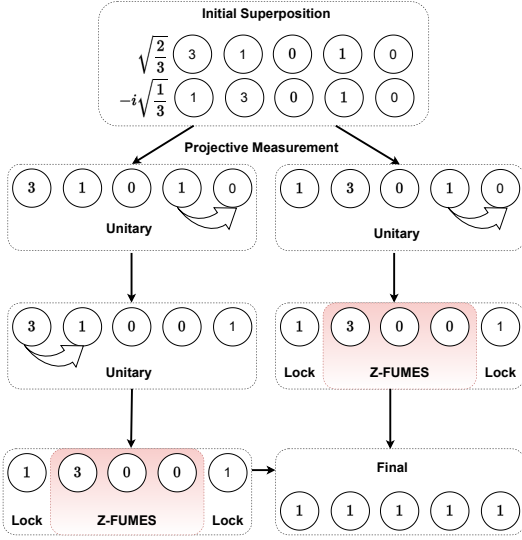 Initial Superposition
√2/3 3 1 0 1 0
−i√1/3 1 3 0 1 0
Projective Measurement
3 1 0 1 0
Unitary
1 3 0 1 0
Unitary
3 1 0 0 1
Unitary
1 3 0 0 1
Lock Z-FUMES Lock
1 3 0 0 1
Lock Z-FUMES Lock
Final
1 1 1 1 1